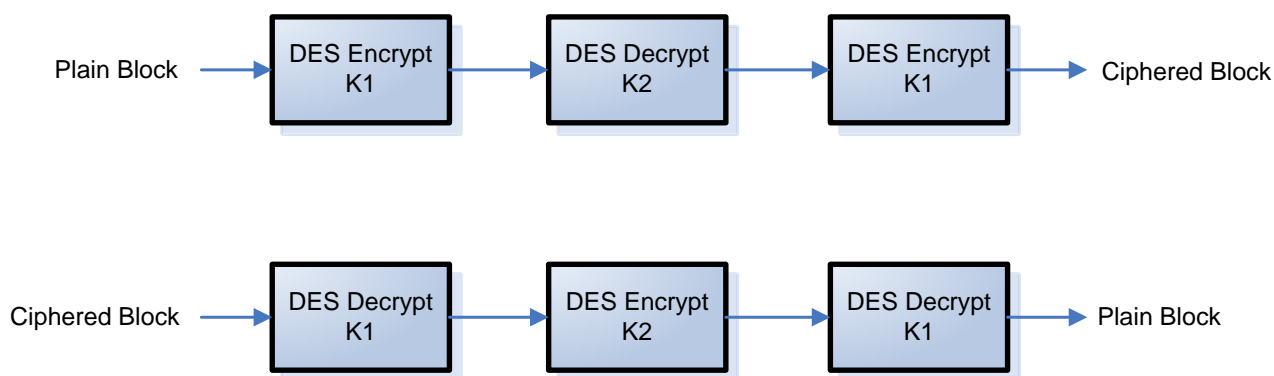 Plain Block
DES Encrypt
K1
DES Decrypt
K2
DES Encrypt
K1
Ciphered Block
Ciphered Block
DES Decrypt
K1
DES Encrypt
K2
DES Decrypt
K1
Plain Block